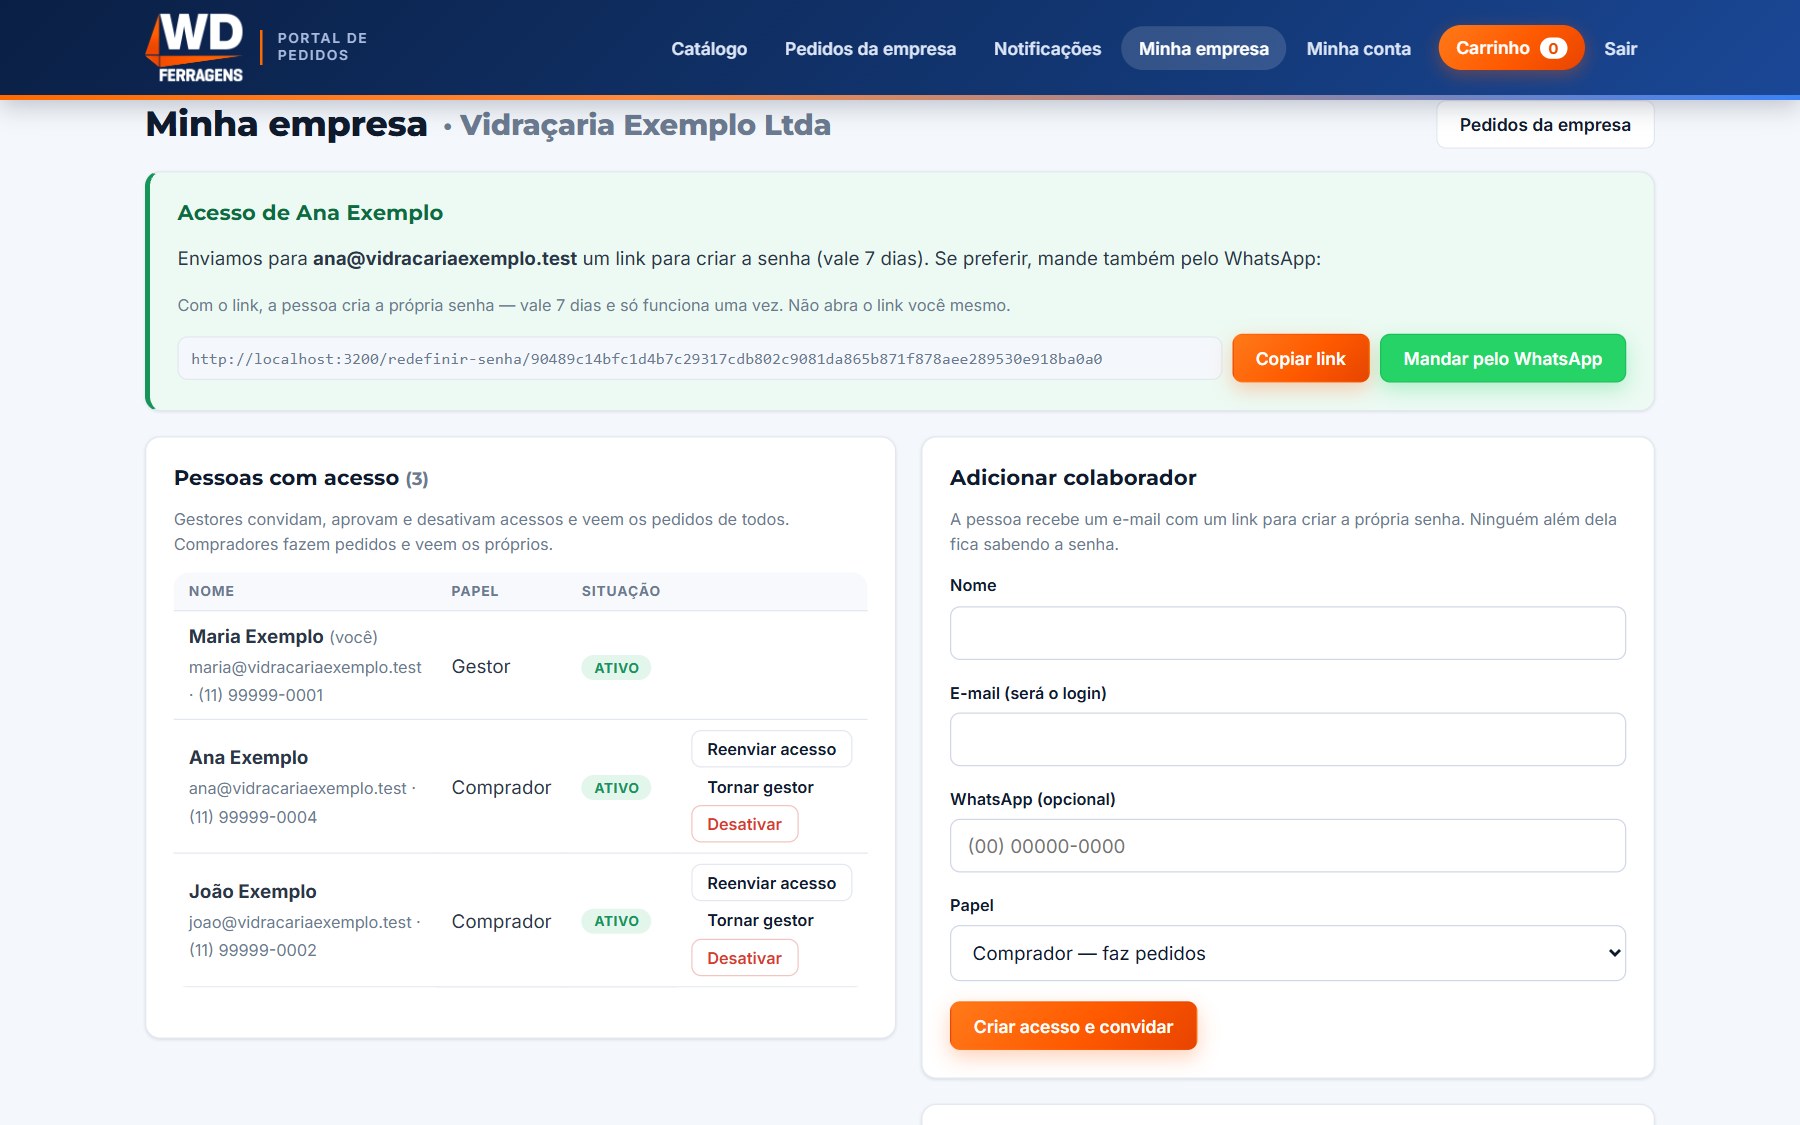 WD
FERRAGENS
PORTAL DE
PEDIDOS
Catálogo
Pedidos da empresa
Notificações
Minha empresa
Minha conta
Carrinho 0
Sair
Minha empresa · Vidraçaria Exemplo Ltda
Pedidos da empresa
Acesso de Ana Exemplo
Enviamos para ana@vidracariaexemplo.test um link para criar a senha (vale 7 dias). Se preferir, mande também pelo WhatsApp:
Com o link, a pessoa cria a própria senha — vale 7 dias e só funciona uma vez. Não abra o link você mesmo.
http://localhost:3200/redefinir-senha/90489c14bfc1d4b7c29317cdb802c9081da865b871f878aee289530e918ba0a0
Copiar link
Mandar pelo WhatsApp
Pessoas com acesso (3)
Gestores convidam, aprovam e desativam acessos e veem os pedidos de todos.
Compradores fazem pedidos e veem os próprios.
NOME PAPEL SITUAÇÃO
Maria Exemplo (você)
maria@vidracariaexemplo.test
· (11) 99999-0001
Gestor
ATIVO
Ana Exemplo
ana@vidracariaexemplo.test ·
(11) 99999-0004
Comprador
ATIVO
Reenviar acesso
Tornar gestor
Desativar
João Exemplo
joao@vidracariaexemplo.test ·
(11) 99999-0002
Comprador
ATIVO
Reenviar acesso
Tornar gestor
Desativar
Adicionar colaborador
A pessoa recebe um e-mail com um link para criar a própria senha. Ninguém além dela
fica sabendo a senha.
Nome
E-mail (será o login)
WhatsApp (opcional)
(00) 00000-0000
Papel
Comprador — faz pedidos
Criar acesso e convidar